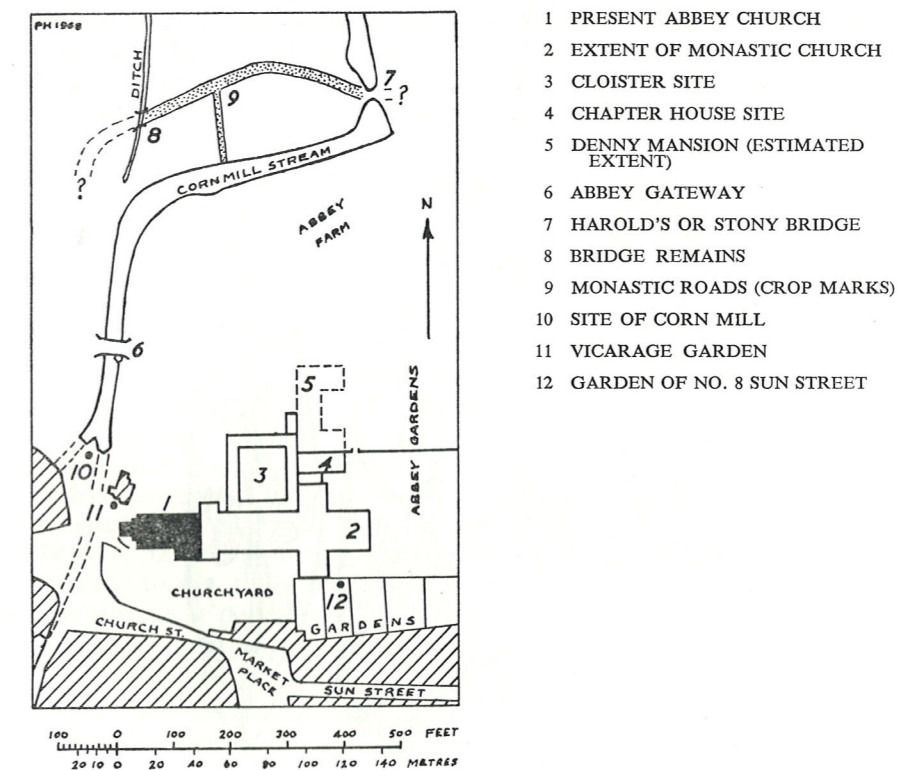 PH 1968
DITCH
7
?
9
8
?
CORNMILL STREAM
ABBEY
FARM
N
6
5
ABBEY GARDENS
4
3
10
11
1
2
ABBEY GARDENS
CHURCHYARD
12
GARDENS
CHURCH ST.
MARKET
PLACE
SUN STREET
100 0 100 200 300 400 500 FEET
20 10 0 20 40 60 80 100 120 140 METRES
1 PRESENT ABBEY CHURCH
2 EXTENT OF MONASTIC CHURCH
3 CLOISTER SITE
4 CHAPTER HOUSE SITE
5 DENNY MANSION (ESTIMATED
EXTENT)
6 ABBEY GATEWAY
7 HAROLD'S OR STONY BRIDGE
8 BRIDGE REMAINS
9 MONASTIC ROADS (CROP MARKS)
10 SITE OF CORN MILL
11 VICARAGE GARDEN
12 GARDEN OF NO. 8 SUN STREET